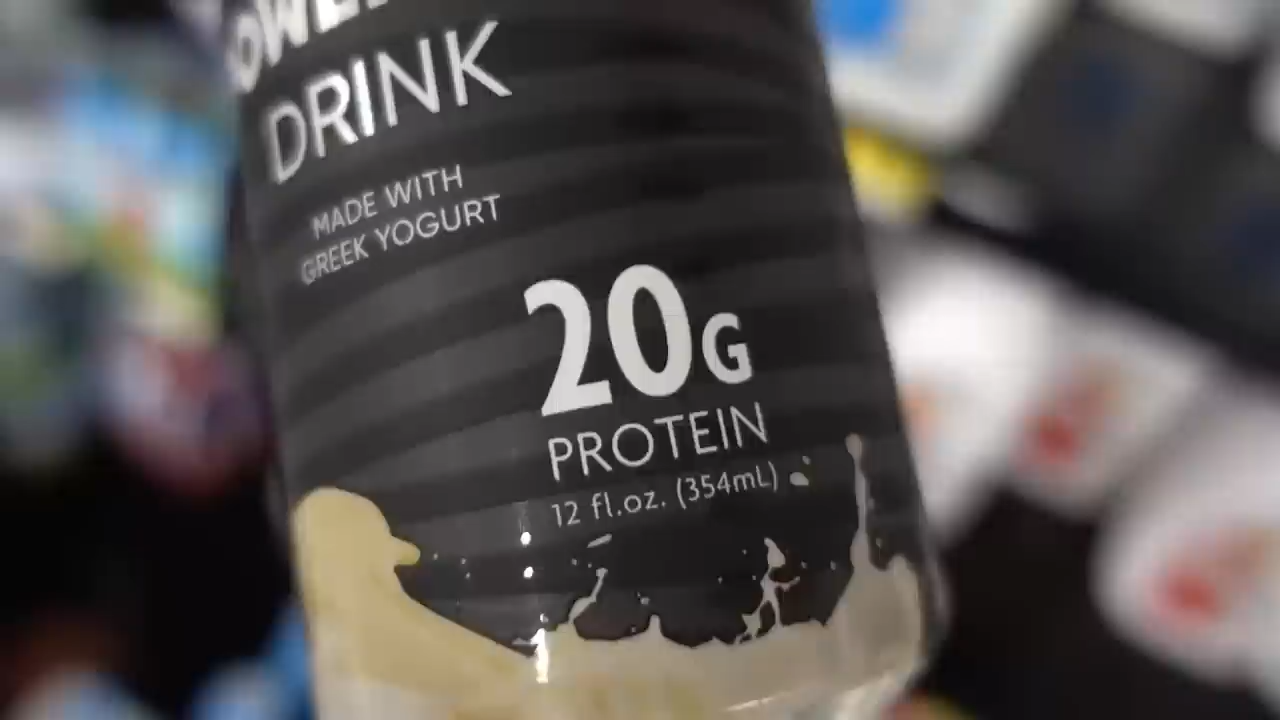 DRINK
MADE WITH
GREEK YOGURT
20G
PROTEIN
12 fl.oz. (354mL)